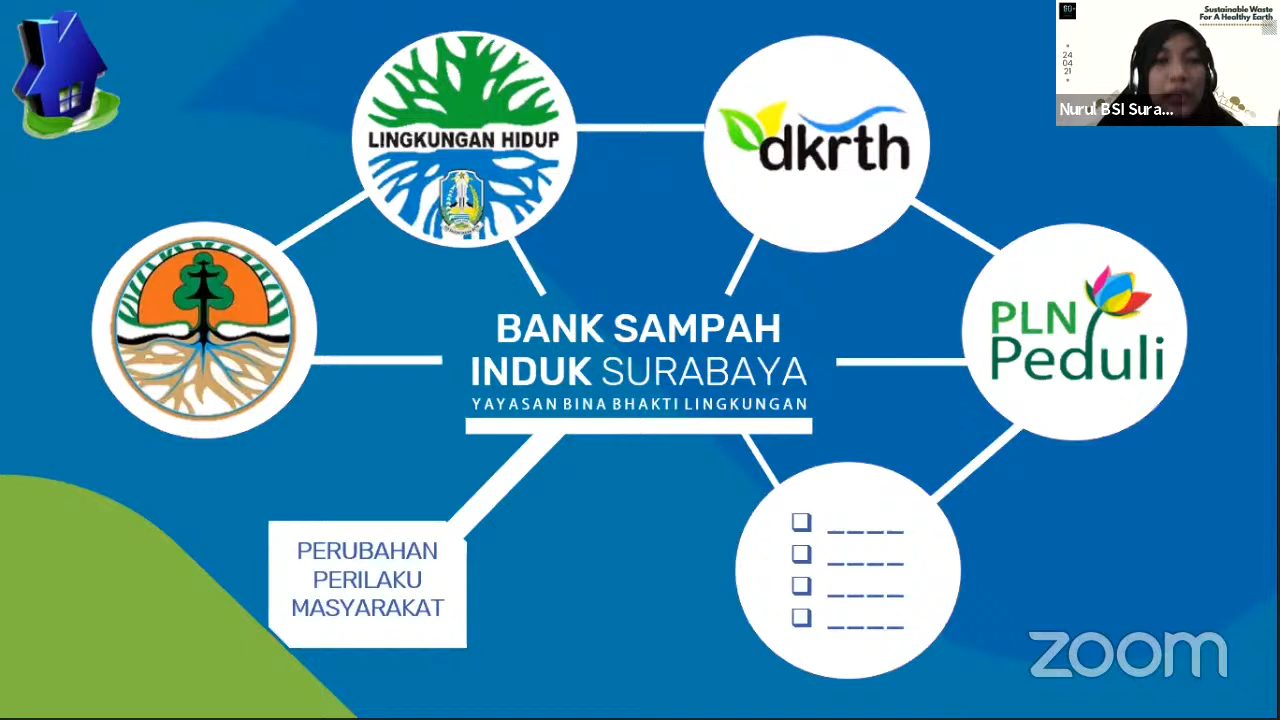 LINGKUNGAN HIDUP
dkrth
Sustainable Waste
For A Healthy Earth
24
04
21
Nurul BSI Sura...
PLN
Peduli
BANK SAMPAH
INDUK SURABAYA
YAYASAN BINA BHAKTI LINGKUNGAN
PERUBAHAN
PERILAKU
MASYARAKAT
zoom